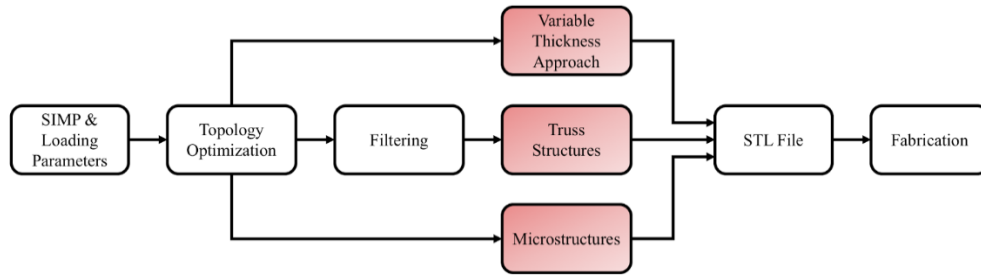 Variable
Thickness
Approach
SIMP &
Loading
Parameters
Topology
Optimization
Filtering
Truss
Structures
STL File
Fabrication
Microstructures